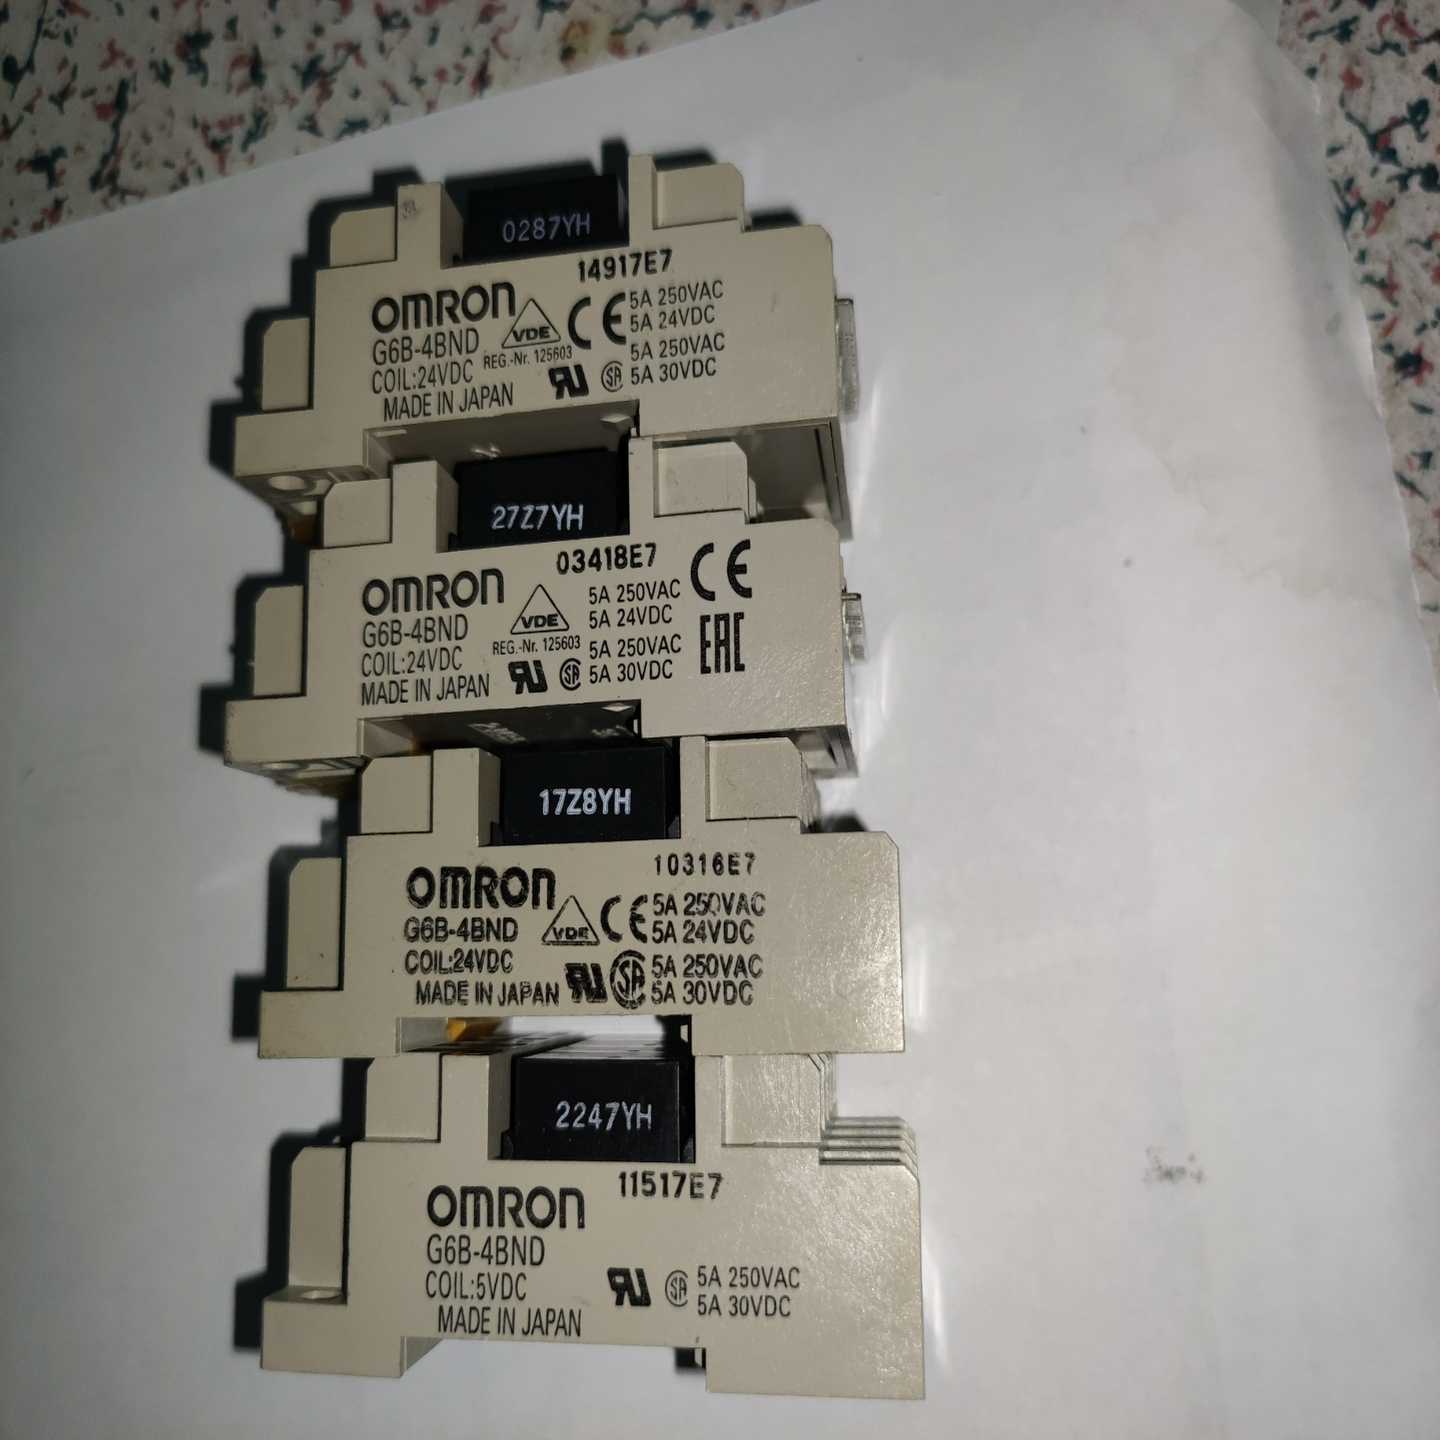 0287YH
14917E7
OMRON
G6B-4BND
COIL:24VDC
MADE IN JAPAN
VDE
REG.-Nr. 125603
CE
5A 250VAC
5A 24VDC
5A 250VAC
5A 30VDC
27Z7YH
03418E7
OMRON
G6B-4BND
COIL:24VDC
MADE IN JAPAN
VDE
REG.-Nr. 125603
5A 250VAC
5A 24VDC
5A 250VAC
5A 30VDC
CE
EAC
17Z8YH
10316E7
OMRON
G6B-4BND
COIL:24VDC
MADE IN JAPAN
VDE
CE
5A 250VAC
5A 24VDC
5A 250VAC
5A 30VDC
2247YH
11517E7
OMRON
G6B-4BND
COIL:5VDC
MADE IN JAPAN
5A 250VAC
5A 30VDC